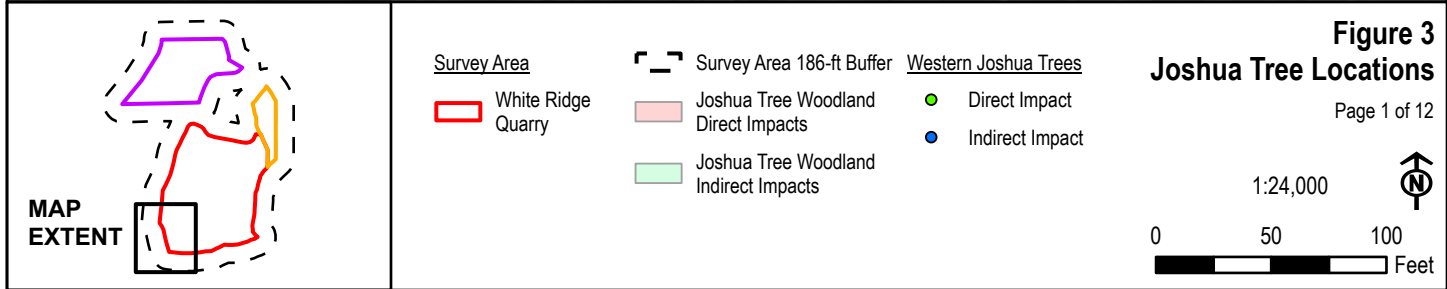 MAP
EXTENT
Survey Area
White Ridge
Quarry
Survey Area 186-ft Buffer
Joshua Tree Woodland
Direct Impacts
Joshua Tree Woodland
Indirect Impacts
Western Joshua Trees
Direct Impact
Indirect Impact
Figure 3
Joshua Tree Locations
Page 1 of 12
1:24,000
N
0 50 100
Feet